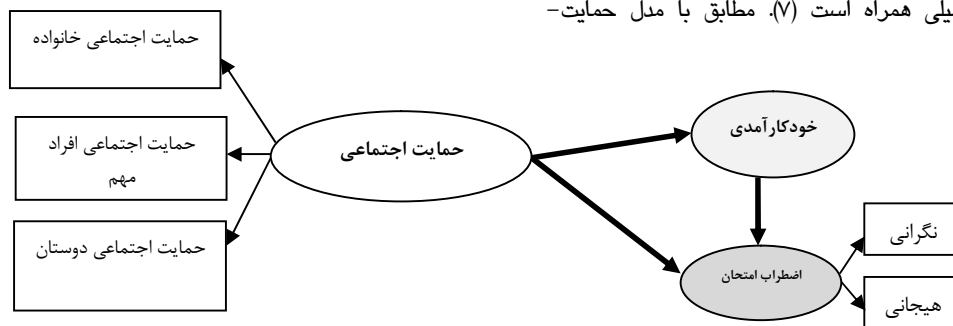 یلی همراه است (۷). مطابق با مدل حمایت-
حمایت اجتماعی خانواده
حمایت اجتماعی افراد
مهم
حمایت اجتماعی دوستان
حمایت اجتماعی
خودکارآمدی
اضطراب امتحان
نگرانی
هیجانی